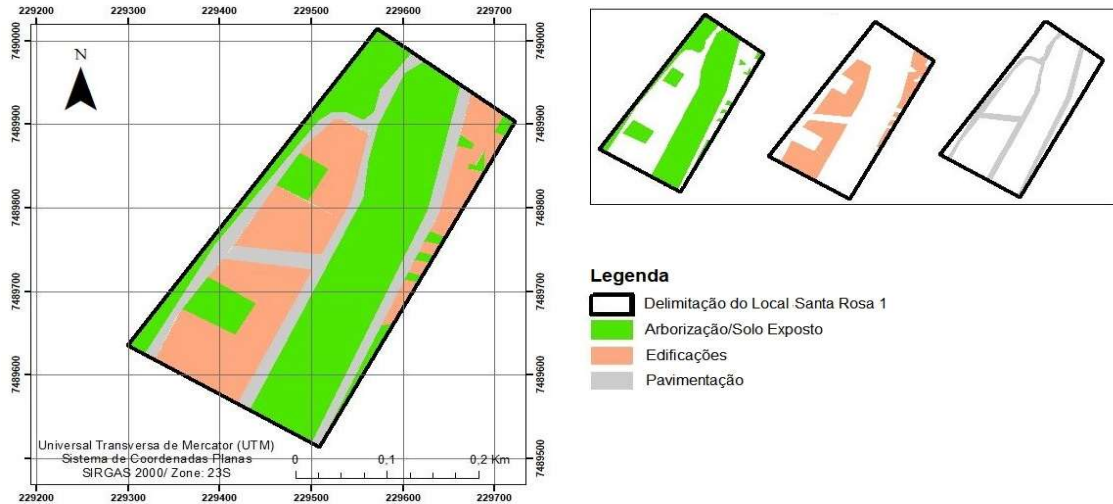 229200 229300 229400 229500 229600 229700
7490000 7490000
N
7489900 7489900
7489800 7489800
7489700 7489700
7489600 7489600
7489500 7489500
Universal Transversa de Mercator (UTM)
Sistema de Coordenadas Planas
SIRGAS 2000/ Zone: 23S
0 0,1 0,2 Km
229200 229300 229400 229500 229600 229700
Legenda
Delimitação do Local Santa Rosa 1
Arborização/Solo Exposto
Edificações
Pavimentação